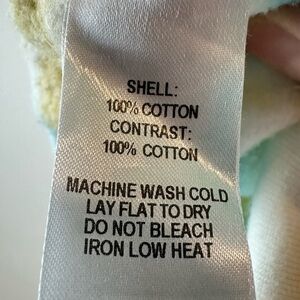 SHELL:
100% COTTON
CONTRAST:
100% COTTON
MACHINE WASH COLD
LAY FLAT TO DRY
DO NOT BLEACH
IRON LOW HEAT